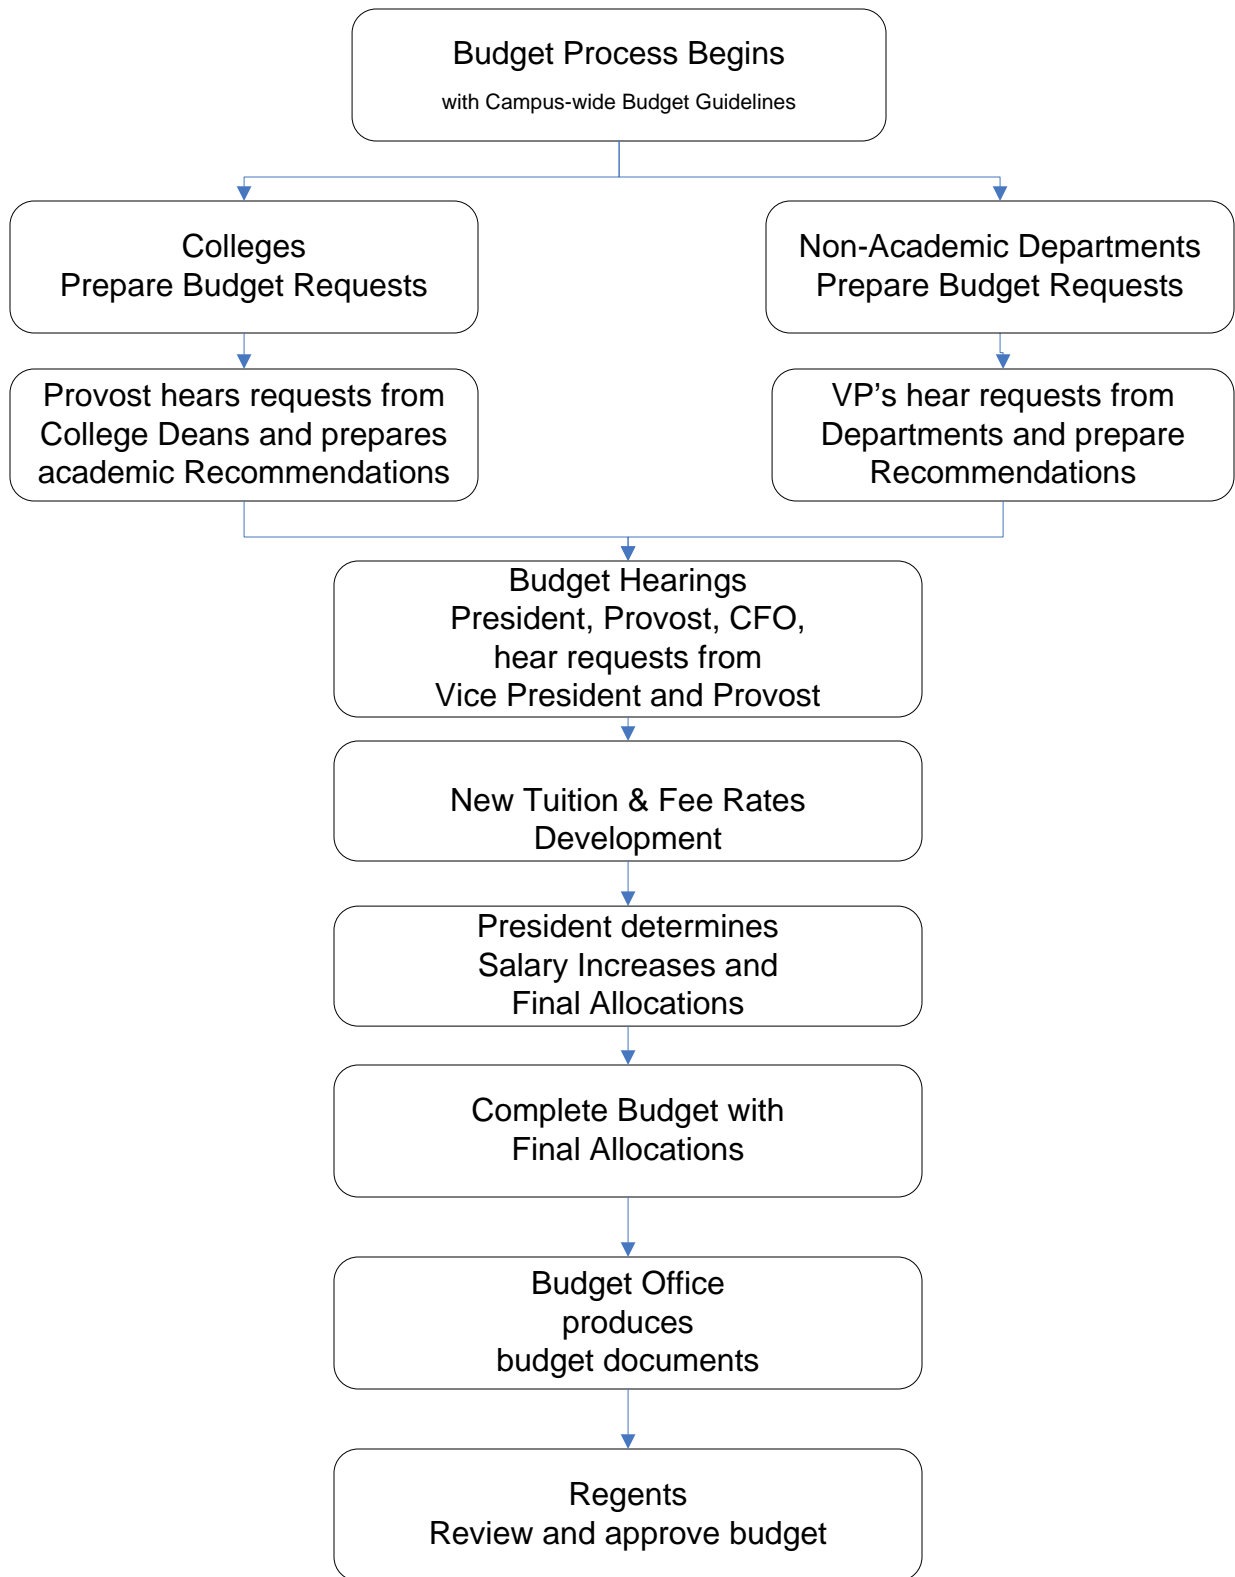 Budget Process Begins
with Campus-wide Budget Guidelines
Colleges
Prepare Budget Requests
Non-Academic Departments
Prepare Budget Requests
Provost hears requests from
College Deans and prepares
academic Recommendations
VP’s hear requests from
Departments and prepare
Recommendations
Budget Hearings
President, Provost, CFO,
hear requests from
Vice President and Provost
New Tuition & Fee Rates
Development
President determines
Salary Increases and
Final Allocations
Complete Budget with
Final Allocations
Budget Office
produces
budget documents
Regents
Review and approve budget